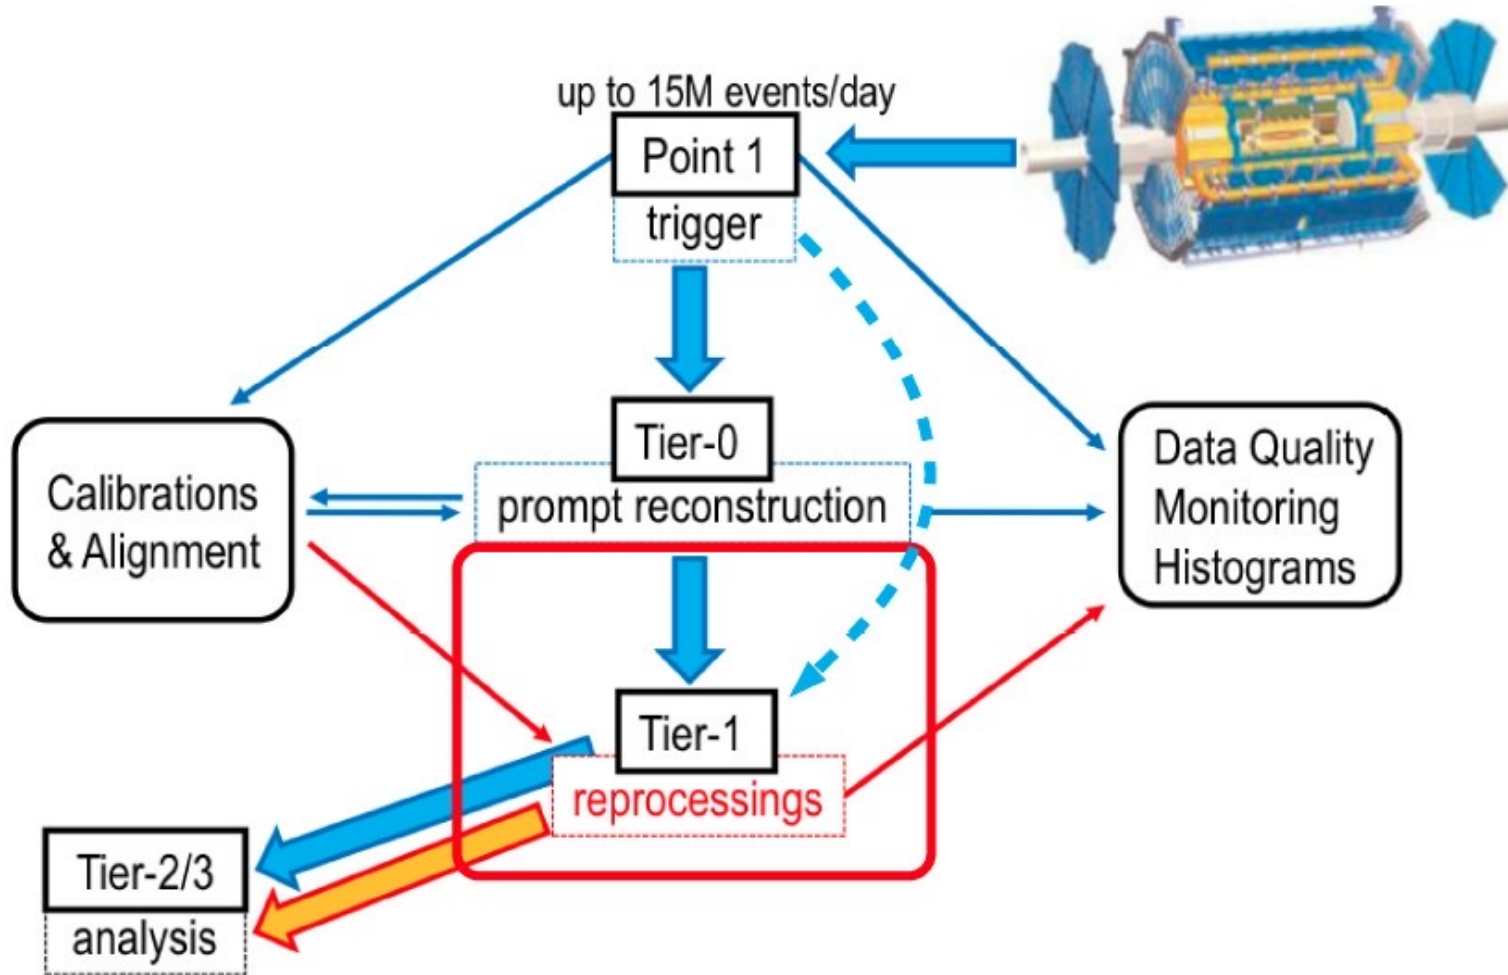 up to 15M events/day
Point 1
trigger
Tier-0
prompt reconstruction
Calibrations
& Alignment
Data Quality
Monitoring
Histograms
Tier-1
reprocessings
Tier-2/3
analysis